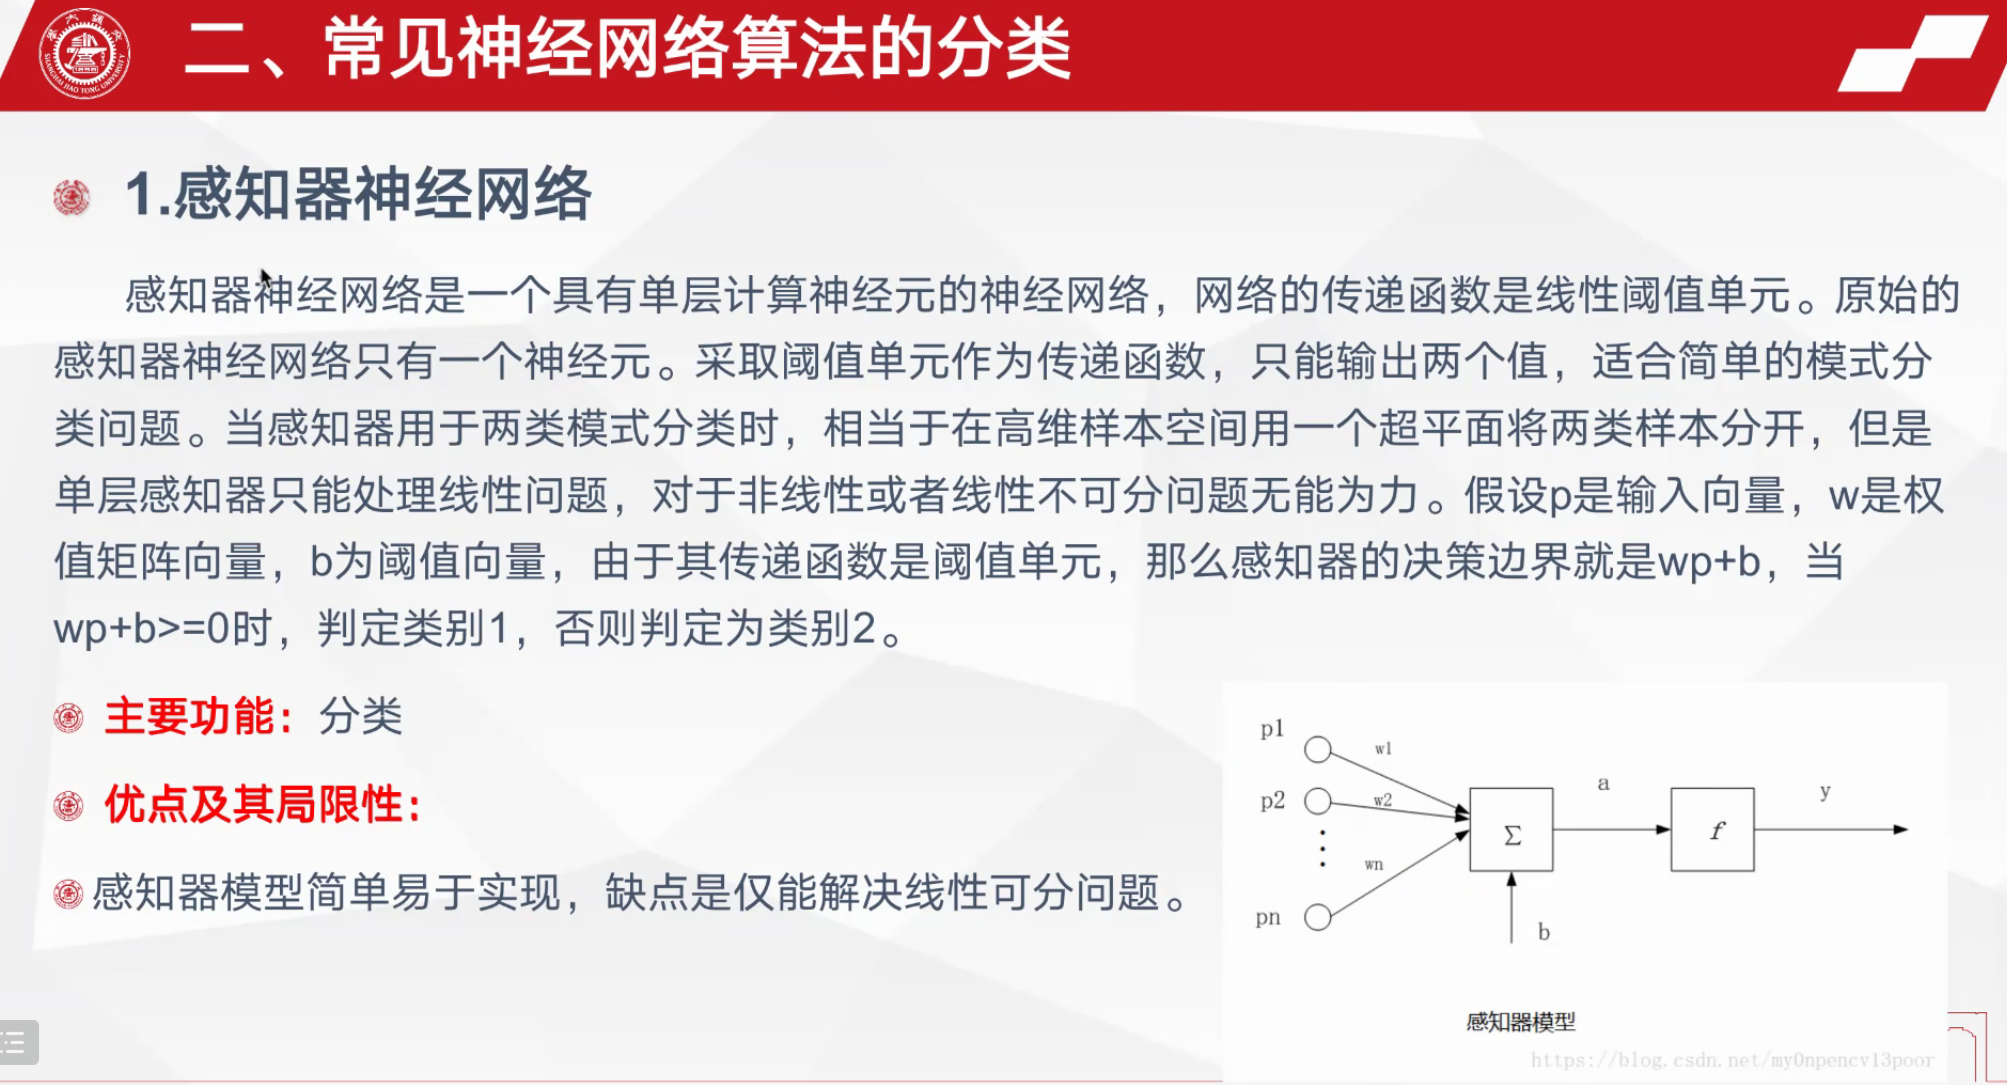 二、常见神经网络算法的分类
SHANGHAI JIAO TONG UNIVERSITY
1.感知器神经网络
感知器神经网络是一个具有单层计算神经元的神经网络，网络的传递函数是线性阈值单元。原始的
感知器神经网络只有一个神经元。采取阈值单元作为传递函数，只能输出两个值，适合简单的模式分
类问题。当感知器用于两类模式分类时，相当于在高维样本空间用一个超平面将两类样本分开，但是
单层感知器只能处理线性问题，对于非线性或者线性不可分问题无能为力。假设p是输入向量，w是权
值矩阵向量，b为阈值向量，由于其传递函数是阈值单元，那么感知器的决策边界就是wp+b，当
wp+b>=0时，判定类别1，否则判定为类别2。
主要功能：分类
优点及其局限性：
感知器模型简单易于实现，缺点是仅能解决线性可分问题。
p1
w1
p2
w2
wn
pn
Σ
a
f
y
b
感知器模型
https://blog.csdn.net/my0npencv13poor